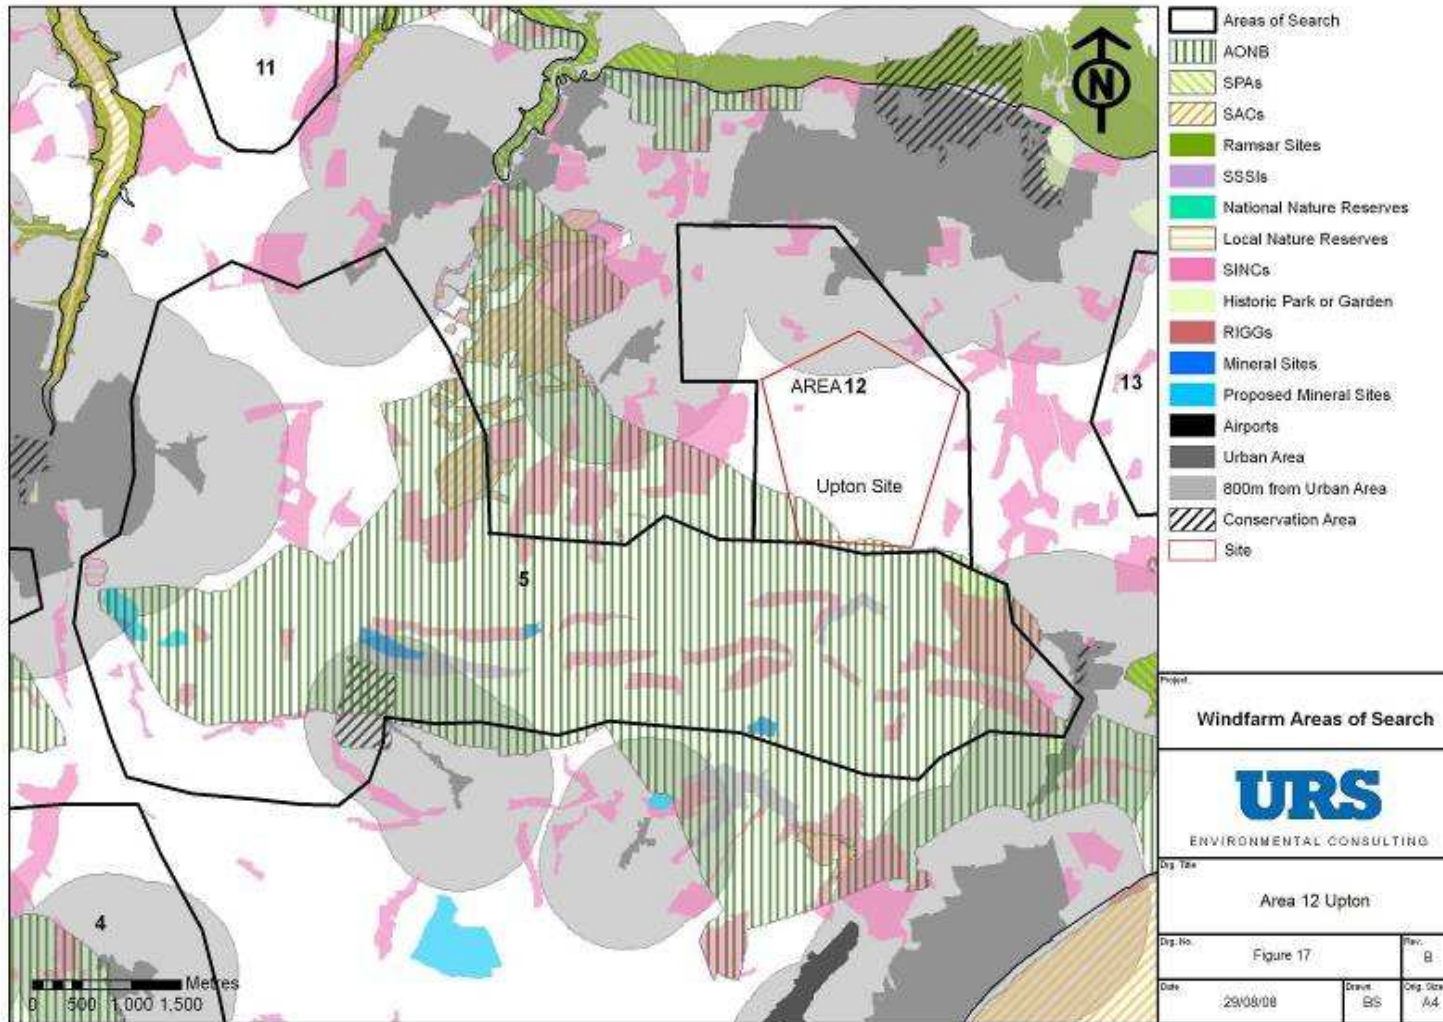 11
N
AREA 12
13
Upton Site
5
4
Metres
0 500 1,000 1,500
Areas of Search
AONB
SPAs
SACs
Ramsar Sites
SSSIs
National Nature Reserves
Local Nature Reserves
SINCs
Historic Park or Garden
RIGGs
Mineral Sites
Proposed Mineral Sites
Airports
Urban Area
800m from Urban Area
Conservation Area
Site
Project.
Windfarm Areas of Search
URS
ENVIRONMENTAL CONSULTING
Drg. Title
Area 12 Upton
Drg. No.
Figure 17
Rev.
B
Date
29/08/08
Drawn
BS
Orig. Size
A4